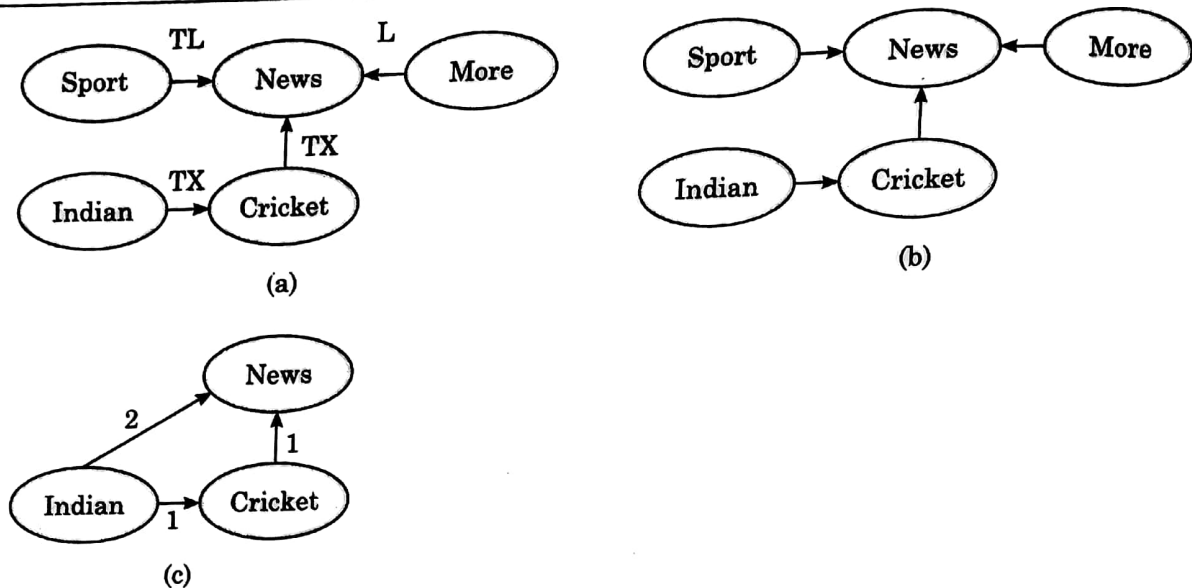 TL L
Sport News More
TX
TX
Indian Cricket
(a)
Sport News More
Indian Cricket
(b)
News
2
1
Indian Cricket
1
(c)